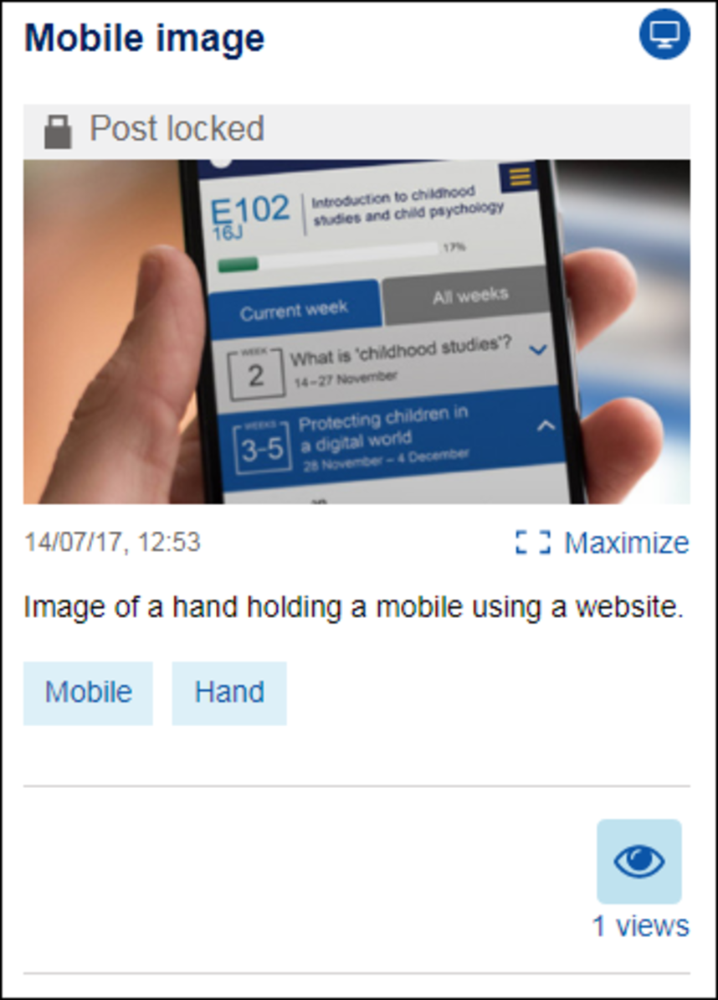 Mobile image
Post locked
E102
16J
Introduction to childhood
studies and child psychology
17%
Current week
All weeks
WEEK
2
What is 'childhood studies'?
14–27 November
WEEKS
3-5
Protecting children in
a digital world
28 November – 4 December
14/07/17, 12:53
Maximize
Image of a hand holding a mobile using a website.
Mobile
Hand
1 views